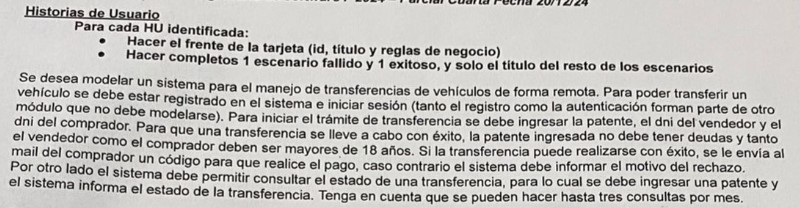 2024 – Parcial Cuarta Fecha 20/12/24
Historias de Usuario
Para cada HU identificada:
• Hacer el frente de la tarjeta (id, título y reglas de negocio)
• Hacer completos 1 escenario fallido y 1 exitoso, y solo el título del resto de los escenarios
Se desea modelar un sistema para el manejo de transferencias de vehículos de forma remota. Para poder transferir un
vehículo se debe estar registrado en el sistema e iniciar sesión (tanto el registro como la autenticación forman parte de otro
módulo que no debe modelarse). Para iniciar el trámite de transferencia se debe ingresar la patente, el dni del vendedor y el
dni del comprador. Para que una transferencia se lleve a cabo con éxito, la patente ingresada no debe tener deudas y tanto
el vendedor como el comprador deben ser mayores de 18 años. Si la transferencia puede realizarse con éxito, se le envía al
mail del comprador un código para que realice el pago, caso contrario el sistema debe informar el motivo del rechazo.
Por otro lado el sistema debe permitir consultar el estado de una transferencia, para lo cual se debe ingresar una patente y
el sistema informa el estado de la transferencia. Tenga en cuenta que se pueden hacer hasta tres consultas por mes.